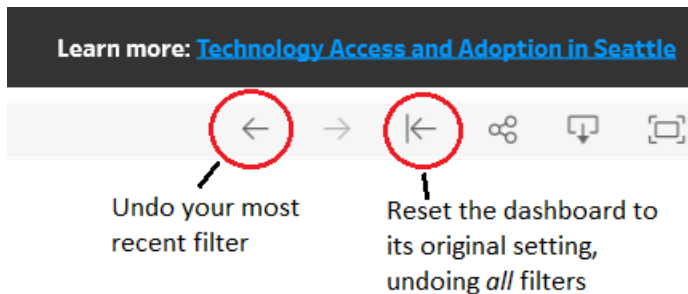 Learn more: Technology Access and Adoption in Seattle
Undo your most
recent filter
Reset the dashboard to
its original setting,
undoing all filters